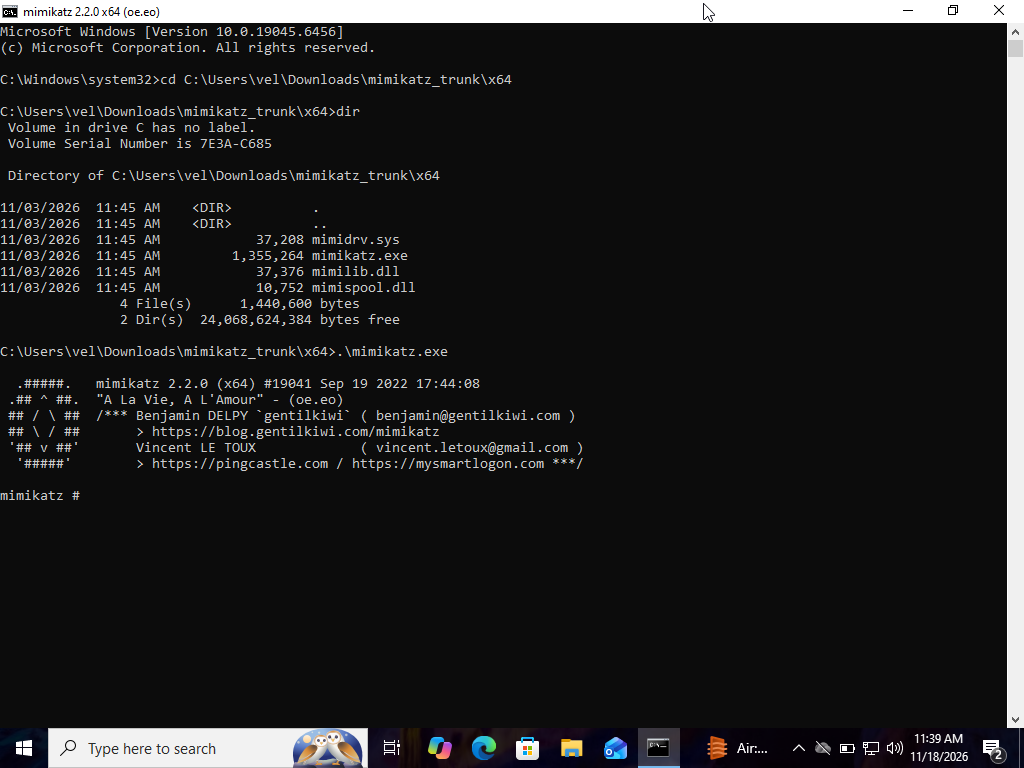 mimikatz 2.2.0 x64 (oe.eo)
Microsoft Windows [Version 10.0.19045.6456]
(c) Microsoft Corporation. All rights reserved.
C:\Windows\system32>cd C:\Users\vel\Downloads\mimikatz_trunk\x64
C:\Users\vel\Downloads\mimikatz_trunk\x64>dir
 Volume in drive C has no label.
 Volume Serial Number is 7E3A-C685
 Directory of C:\Users\vel\Downloads\mimikatz_trunk\x64
11/03/2026  11:45 AM    <DIR>          .
11/03/2026  11:45 AM    <DIR>          ..
11/03/2026  11:45 AM            37,208 mimidrv.sys
11/03/2026  11:45 AM         1,355,264 mimikatz.exe
11/03/2026  11:45 AM            37,376 mimilib.dll
11/03/2026  11:45 AM            10,752 mimispool.dll
               4 File(s)      1,440,600 bytes
               2 Dir(s)  24,068,624,384 bytes free
C:\Users\vel\Downloads\mimikatz_trunk\x64>.\mimikatz.exe
  .#####.   mimikatz 2.2.0 (x64) #19041 Sep 19 2022 17:44:08
 .## ^ ##.  "A La Vie, A L'Amour" - (oe.eo)
 ## / \ ##  /*** Benjamin DELPY `gentilkiwi` ( benjamin@gentilkiwi.com )
 ## \ / ##       > https://blog.gentilkiwi.com/mimikatz
 '## v ##'       Vincent LE TOUX             ( vincent.letoux@gmail.com )
  '#####'        > https://pingcastle.com / https://mysmartlogon.com ***/
mimikatz #
Type here to search
Air:...
11:39 AM
11/18/2026
2